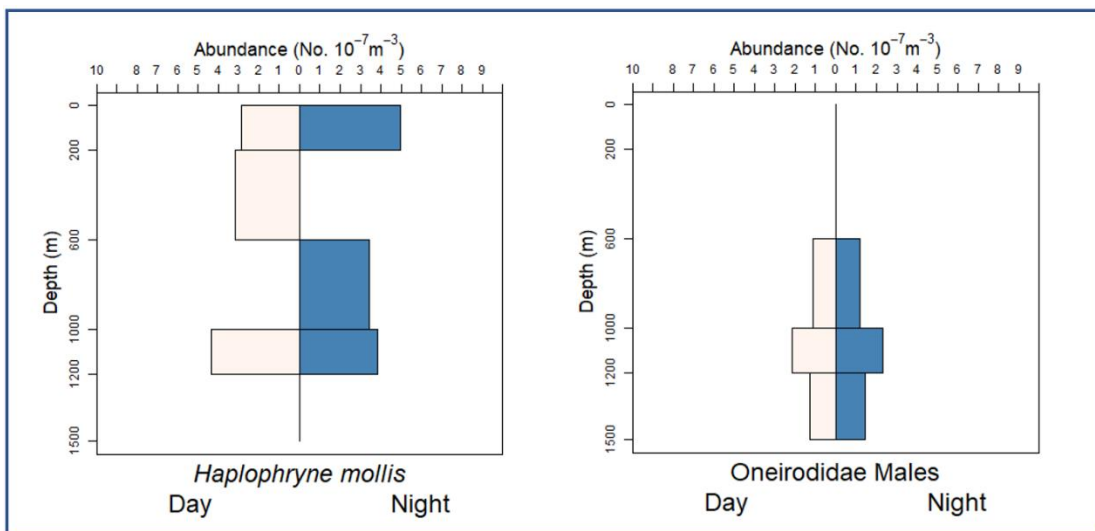 Abundance (No. 10⁻⁷m⁻³)
10 9 8 7 6 5 4 3 2 1 0 1 2 3 4 5 6 7 8 9
Depth (m)
0
200
600
1000
1200
1500
Haplophryne mollis
Day Night
Abundance (No. 10⁻⁷m⁻³)
10 9 8 7 6 5 4 3 2 1 0 1 2 3 4 5 6 7 8 9
Depth (m)
0
200
600
1000
1200
1500
Oneirodidae Males
Day Night